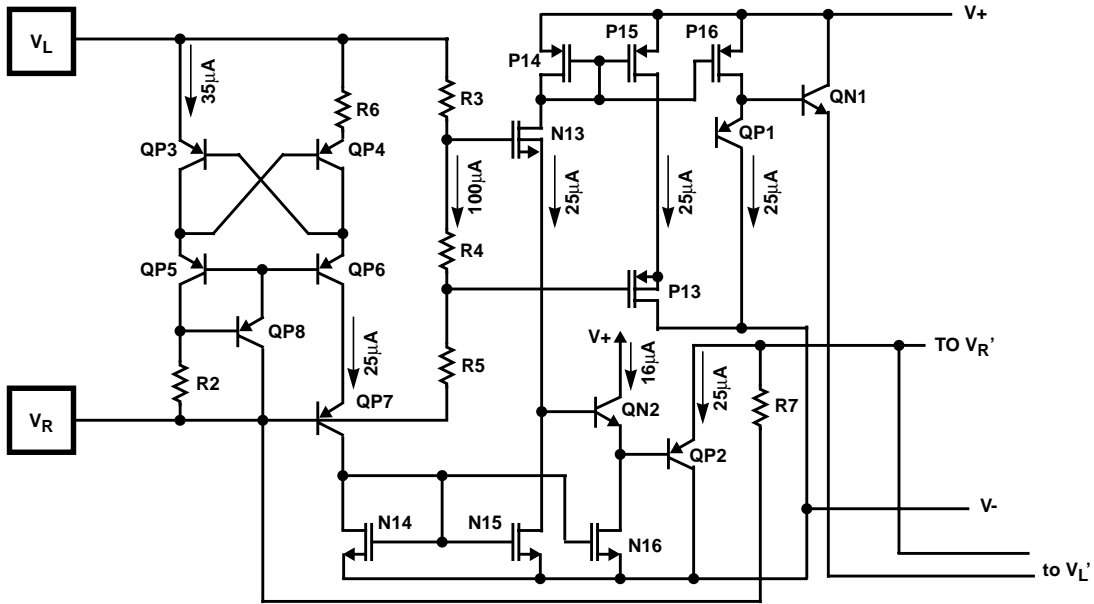 V+
VL
P14
P15
P16
35µA
R3
R6
QN1
QP3
QP4
N13
QP1
100µA
25µA
25µA
25µA
R4
QP5
QP6
P13
QP8
V+
TO VR'
R2
25µA
R5
16µA
25µA
R7
VR
QP7
QN2
QP2
V-
N14
N15
N16
to VL'